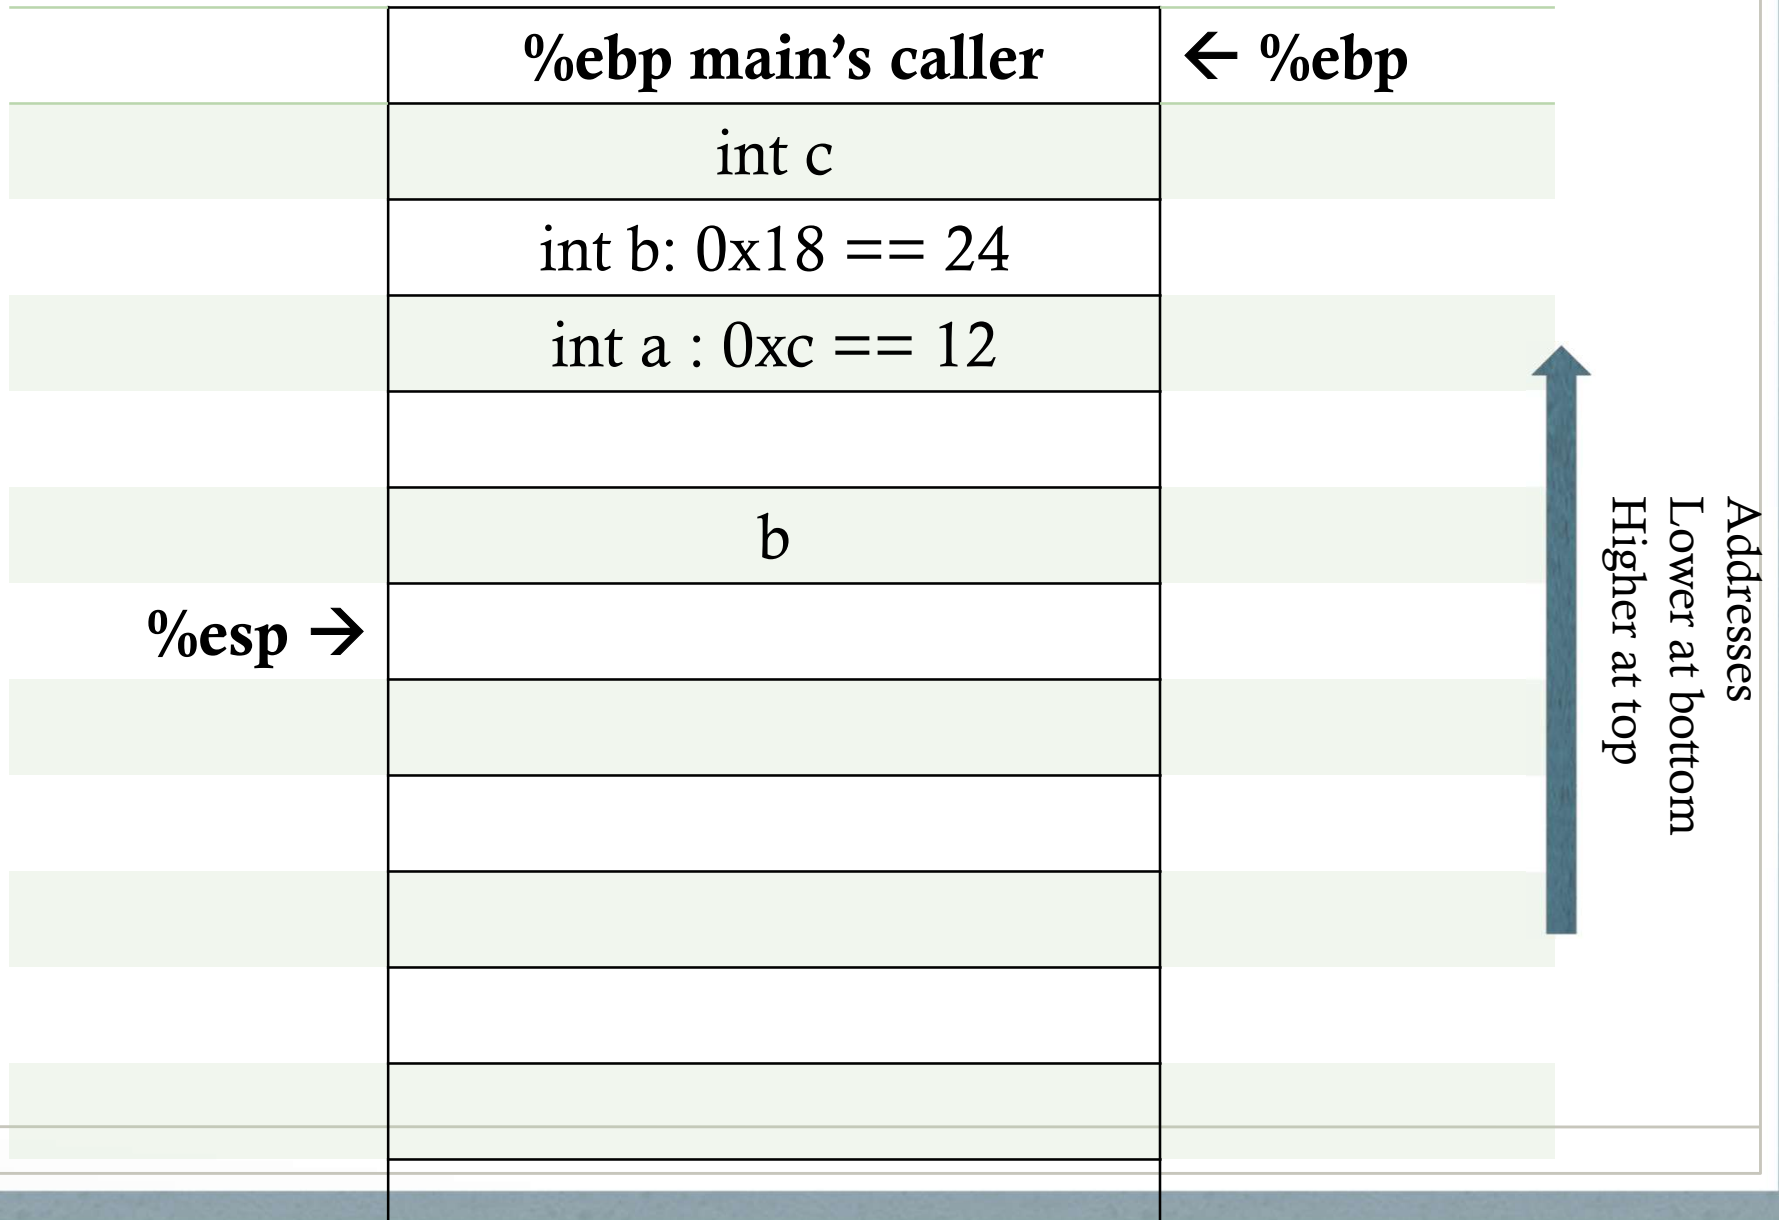 %ebp main’s caller
← %ebp
int c
int b: 0x18 == 24
int a : 0xc == 12
b
%esp →
Addresses
Lower at bottom
Higher at top